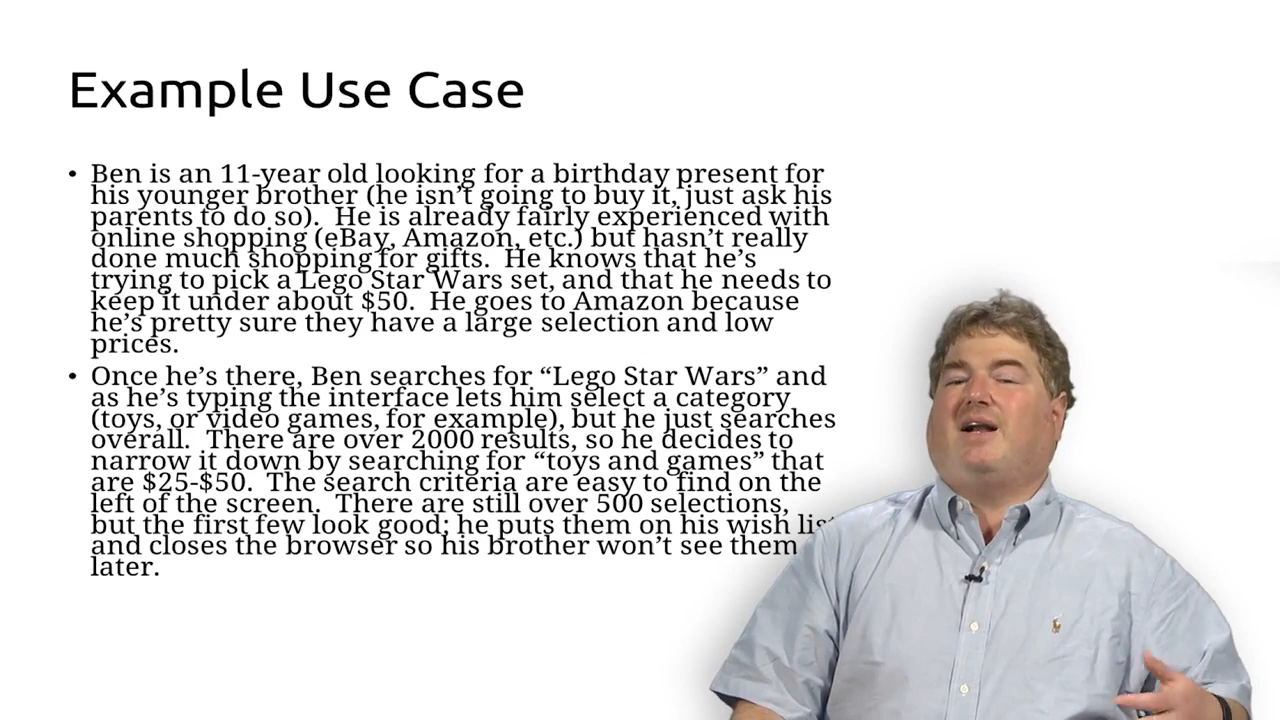 Example Use Case
• Ben is an 11-year old looking for a birthday present for
his younger brother (he isn't going to buy it, just ask his
parents to do so).  He is already fairly experienced with
online shopping (eBay, Amazon, etc.) but hasn't really
done much shopping for gifts.  He knows that he's
trying to pick a Lego Star Wars set, and that he needs to
keep it under about $50.  He goes to Amazon because
he's pretty sure they have a large selection and low
prices.
• Once he's there, Ben searches for “Lego Star Wars” and
as he's typing the interface lets him select a category
(toys, or video games, for example), but he just searches
overall.  There are over 2000 results, so he decides to
narrow it down by searching for “toys and games” that
are $25-$50.  The search criteria are easy to find on the
left of the screen.  There are still over 500 selections,
but the first few look good; he puts them on his wish list
and closes the browser so his brother won't see them
later.